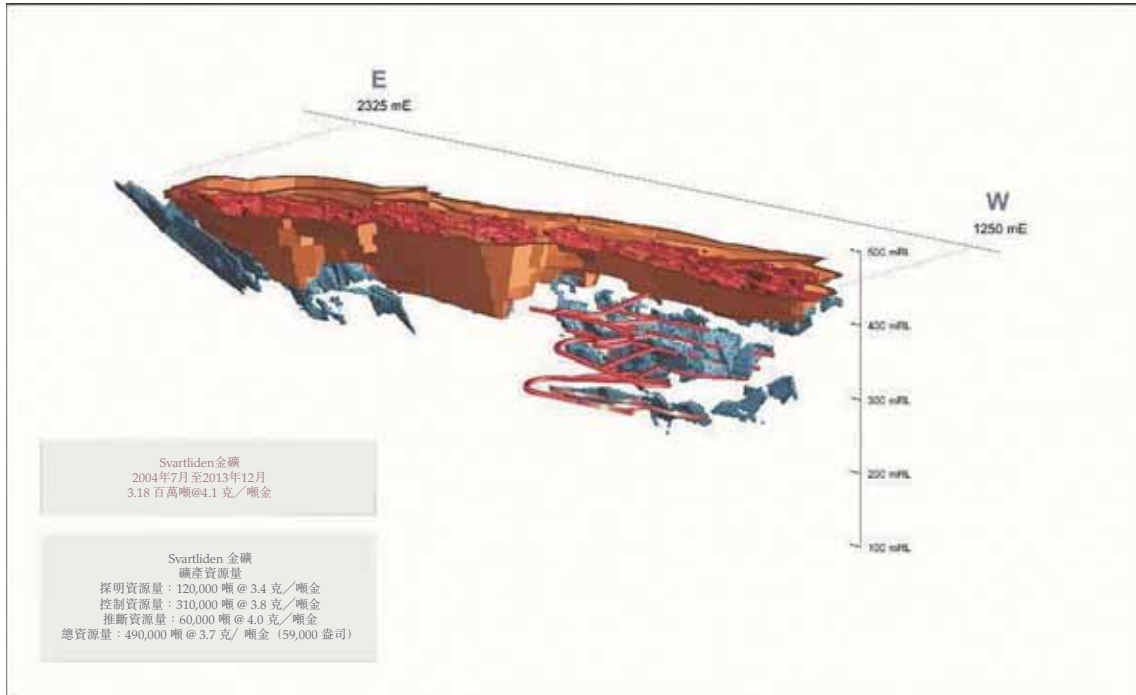 E
2325 mE
W
1250 mE
500 mRL
400 mRL
300 mRL
200 mRL
100 mRL
Svartliden金礦
2004年7月至2013年12月
3.18 百萬噸@4.1 克／噸金
Svartliden 金礦
礦產資源量
探明資源量：120,000 噸 @ 3.4 克／噸金
控制資源量：310,000 噸 @ 3.8 克／噸金
推斷資源量：60,000 噸 @ 4.0 克／噸金
總資源量：490,000 噸 @ 3.7 克/ 噸金（59,000 盎司）